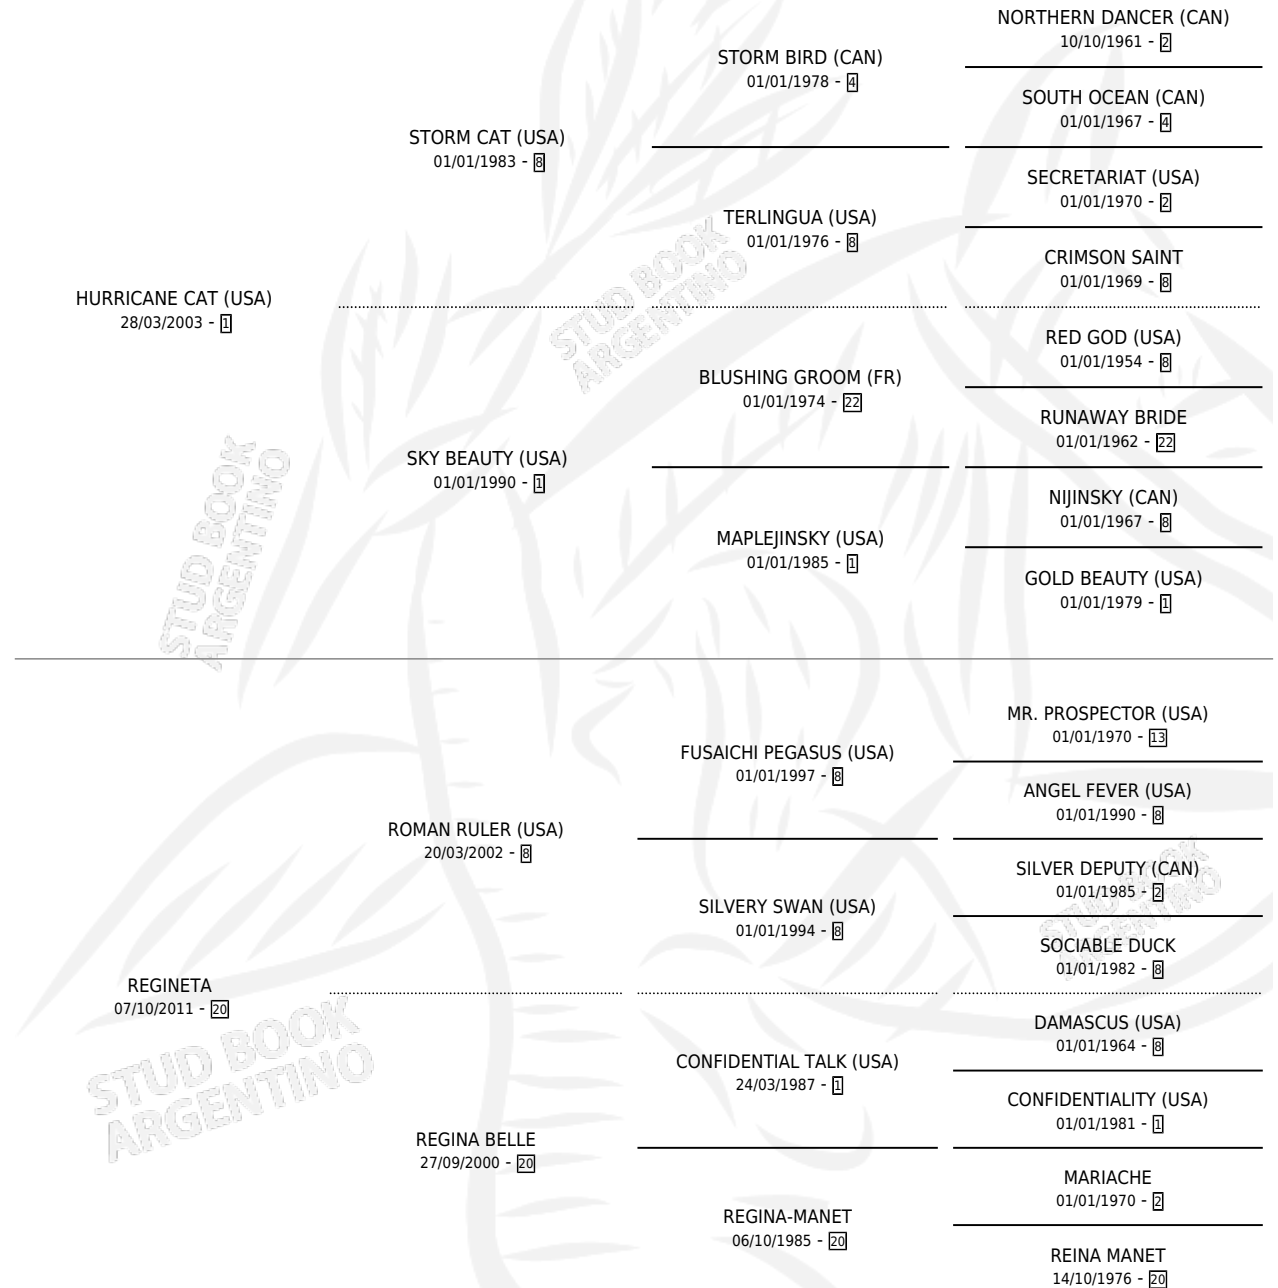 NORTHERN DANCER (CAN)
10/10/1961 - 2
STORM BIRD (CAN)
01/01/1978 - 4
SOUTH OCEAN (CAN)
01/01/1967 - 4
STORM CAT (USA)
01/01/1983 - 8
SECRETARIAT (USA)
01/01/1970 - 2
TERLINGUA (USA)
01/01/1976 - 8
CRIMSON SAINT
01/01/1969 - 8
HURRICANE CAT (USA)
28/03/2003 - 1
RED GOD (USA)
01/01/1954 - 8
BLUSHING GROOM (FR)
01/01/1974 - 22
RUNAWAY BRIDE
01/01/1962 - 22
SKY BEAUTY (USA)
01/01/1990 - 1
NIJINSKY (CAN)
01/01/1967 - 8
MAPLEJINSKY (USA)
01/01/1985 - 1
GOLD BEAUTY (USA)
01/01/1979 - 1
STUD BOOK
ARGENTINO
STUD BOOK
ARGENTINO
MR. PROSPECTOR (USA)
01/01/1970 - 13
FUSAICHI PEGASUS (USA)
01/01/1997 - 8
ANGEL FEVER (USA)
01/01/1990 - 8
ROMAN RULER (USA)
20/03/2002 - 8
SILVER DEPUTY (CAN)
01/01/1985 - 2
SILVERY SWAN (USA)
01/01/1994 - 8
SOCIABLE DUCK
01/01/1982 - 8
REGINETA
07/10/2011 - 20
DAMASCUS (USA)
01/01/1964 - 8
CONFIDENTIAL TALK (USA)
24/03/1987 - 1
CONFIDENTIALITY (USA)
01/01/1981 - 1
REGINA BELLE
27/09/2000 - 20
MARIACHE
01/01/1970 - 2
REGINA-MANET
06/10/1985 - 20
REINA MANET
14/10/1976 - 20
STUD BOOK
ARGENTINO
STUD BOOK
ARGENTINO